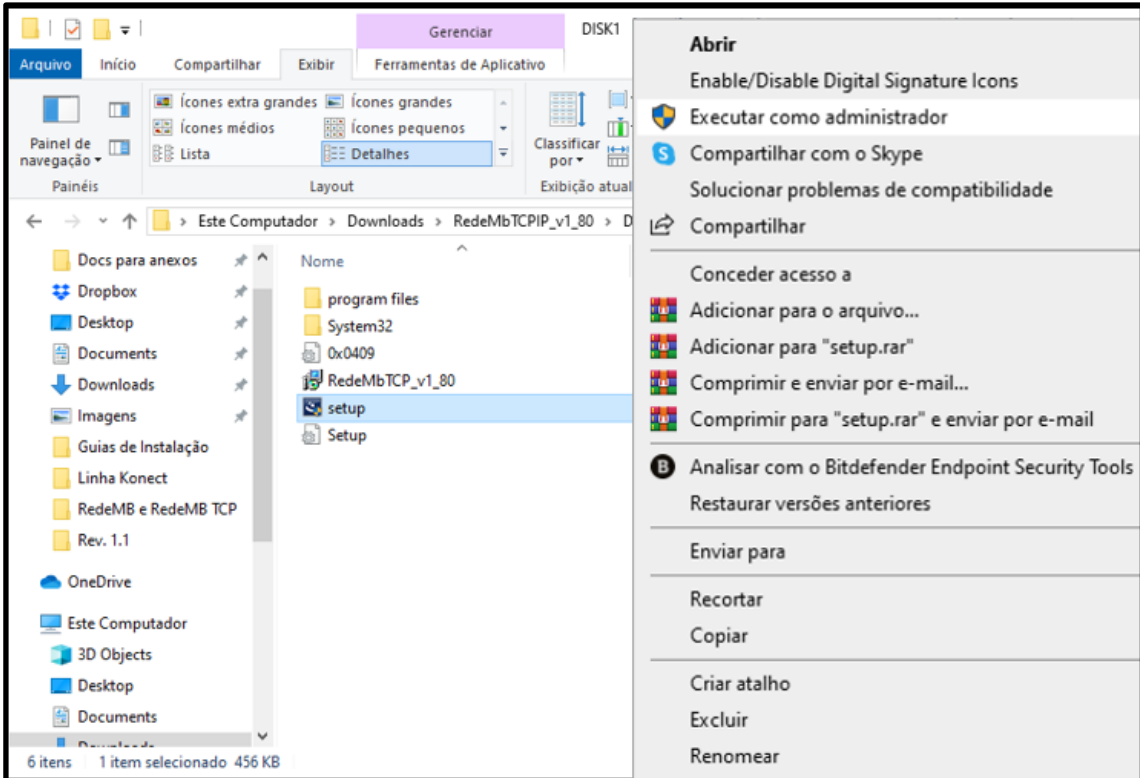 Gerenciar
DISK1
Arquivo
Início
Compartilhar
Exibir
Ferramentas de Aplicativo
Painel de
navegação
Painéis
Ícones extra grandes
Ícones grandes
Ícones médios
Ícones pequenos
Lista
Detalhes
Layout
Classificar
por
Exibição atual
Este Computador > Downloads > RedeMbTCPIP_v1_80 > D
Docs para anexos
Dropbox
Desktop
Documents
Downloads
Imagens
Guias de Instalação
Linha Konect
RedeMB e RedeMB TCP
Rev. 1.1
OneDrive
Este Computador
3D Objects
Desktop
Documents
Nome
program files
System32
0x0409
RedeMbTCP_v1_80
setup
Setup
6 itens
1 item selecionado 456 KB
Abrir
Enable/Disable Digital Signature Icons
Executar como administrador
Compartilhar com o Skype
Solucionar problemas de compatibilidade
Compartilhar
Conceder acesso a
Adicionar para o arquivo...
Adicionar para "setup.rar"
Comprimir e enviar por e-mail...
Comprimir para "setup.rar" e enviar por e-mail
Analisar com o Bitdefender Endpoint Security Tools
Restaurar versões anteriores
Enviar para
Recortar
Copiar
Criar atalho
Excluir
Renomear